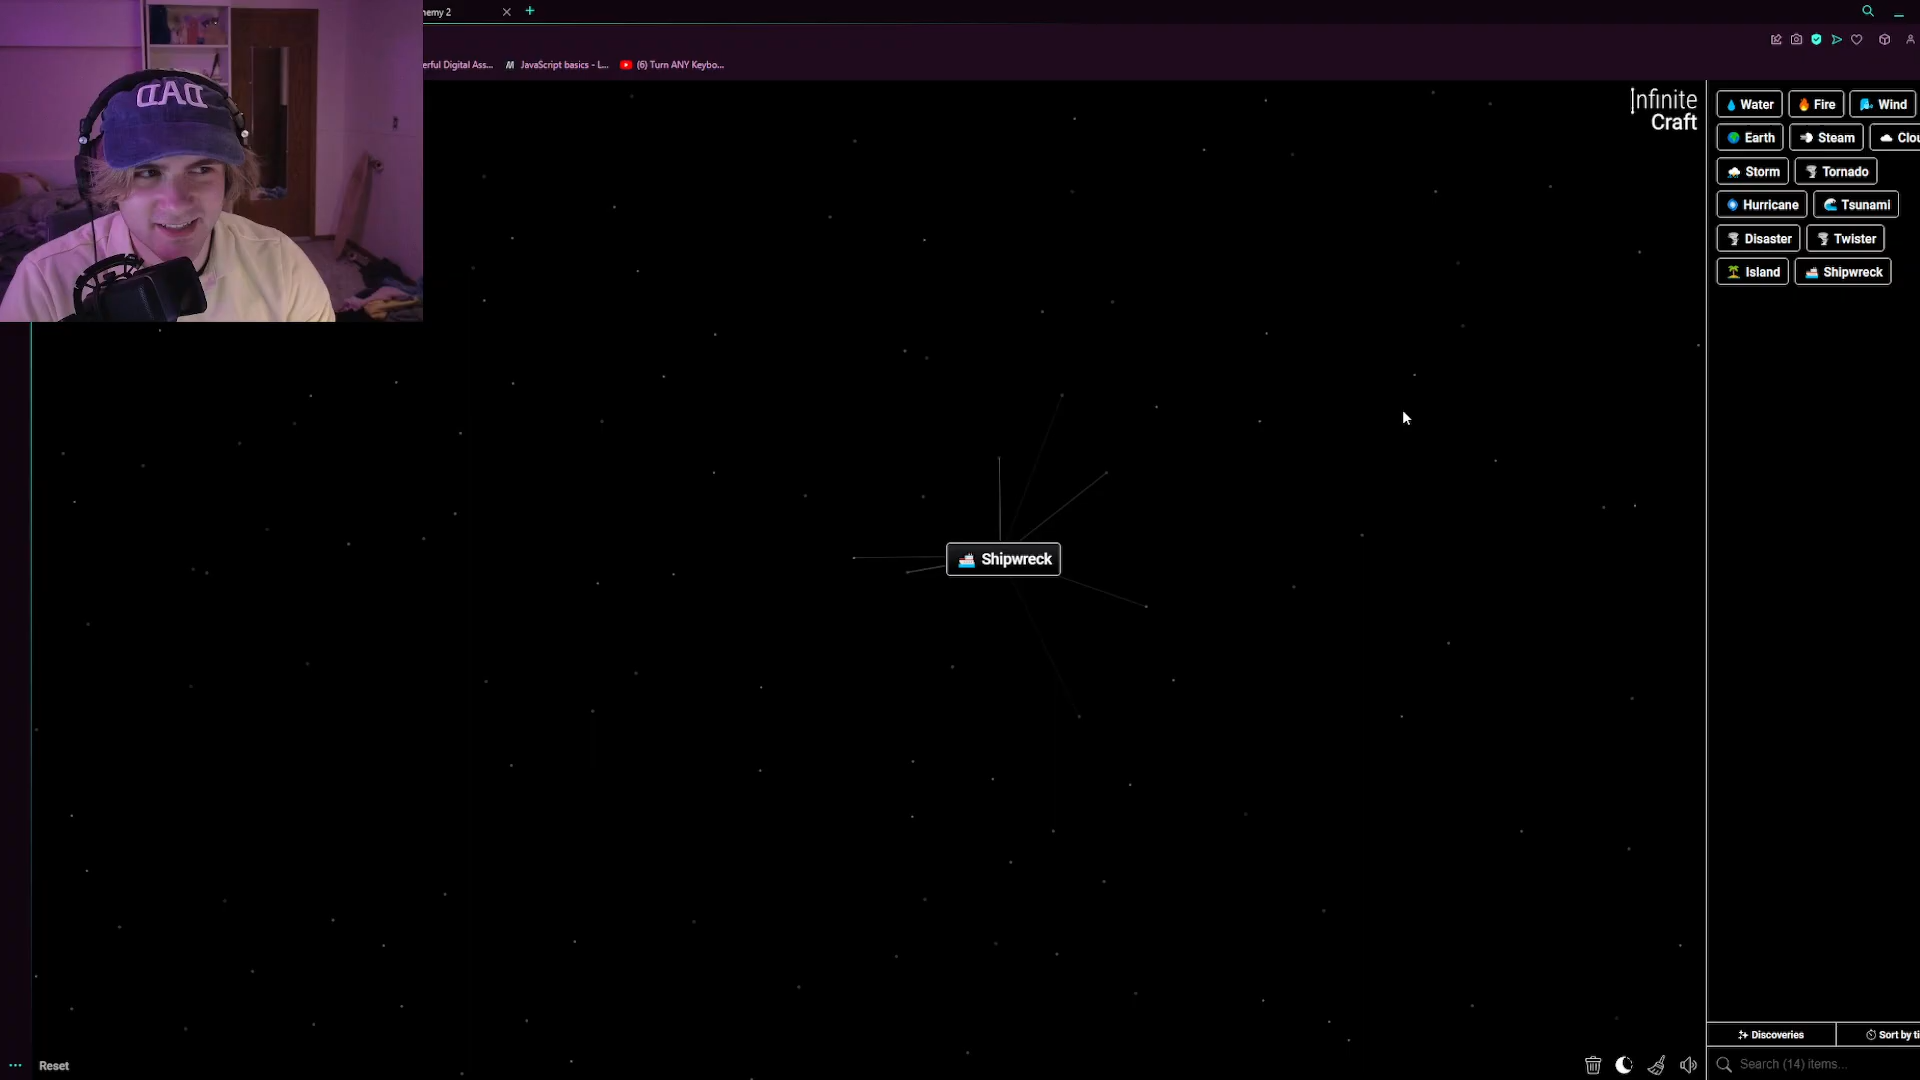 DAD
emy 2
erful Digital Ass...
JavaScript basics - L...
(6) Turn ANY Keybo...
Infinite
Craft
Water
Fire
Wind
Earth
Steam
Clou
Storm
Tornado
Hurricane
Tsunami
Disaster
Twister
Island
Shipwreck
Shipwreck
Discoveries
Sort by ti
Search (14) items...
Reset